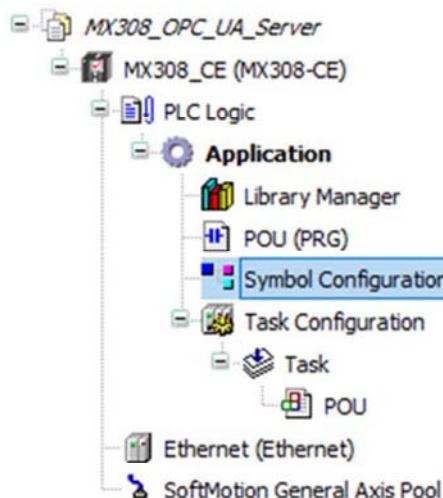 MX308_OPC_UA_Server
MX308_CE (MX308-CE)
PLC Logic
Application
Library Manager
POU (PRG)
Symbol Configuration
Task Configuration
Task
POU
Ethernet (Ethernet)
SoftMotion General Axis Pool